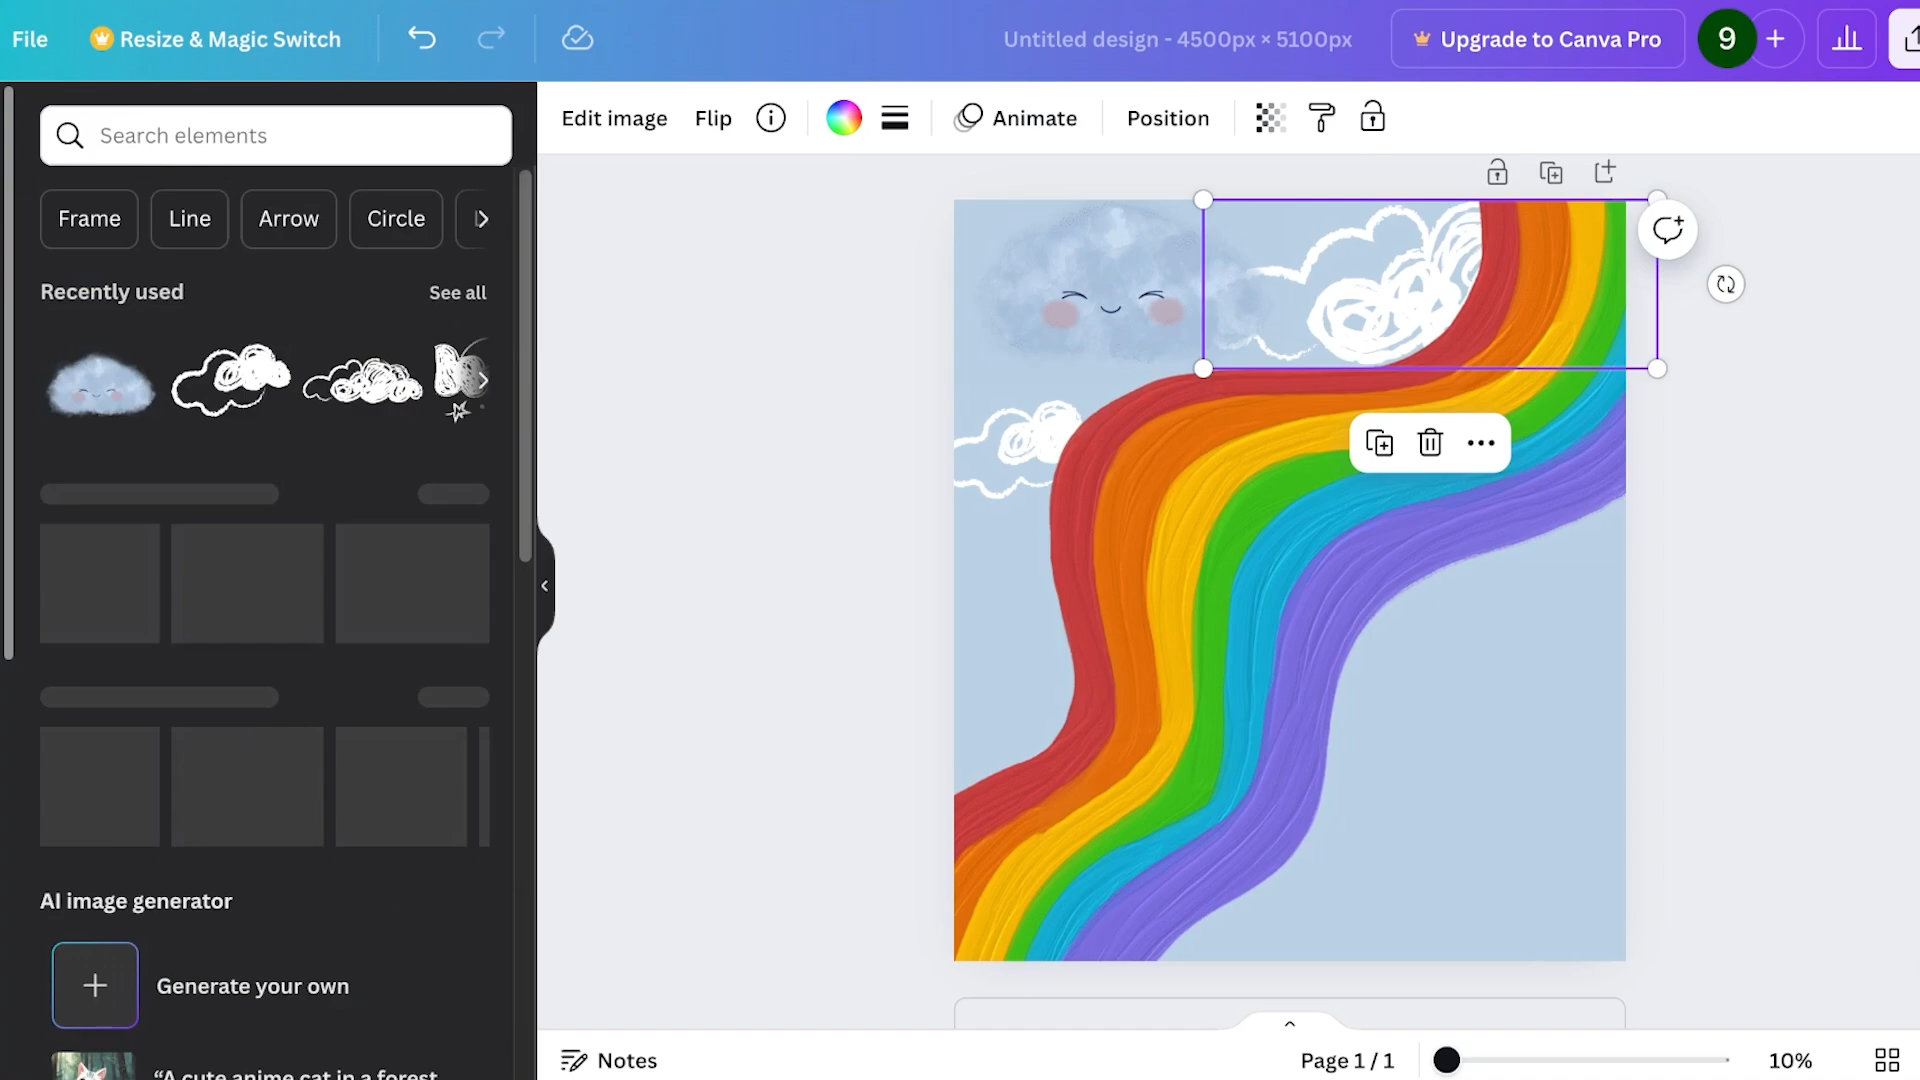 File
Resize & Magic Switch
Untitled design - 4500px × 5100px
Upgrade to Canva Pro
9
Search elements
Edit image
Flip
Animate
Position
Frame
Line
Arrow
Circle
Recently used
See all
AI image generator
Generate your own
"A cute anime cat in a forest
Notes
Page 1 / 1
10%